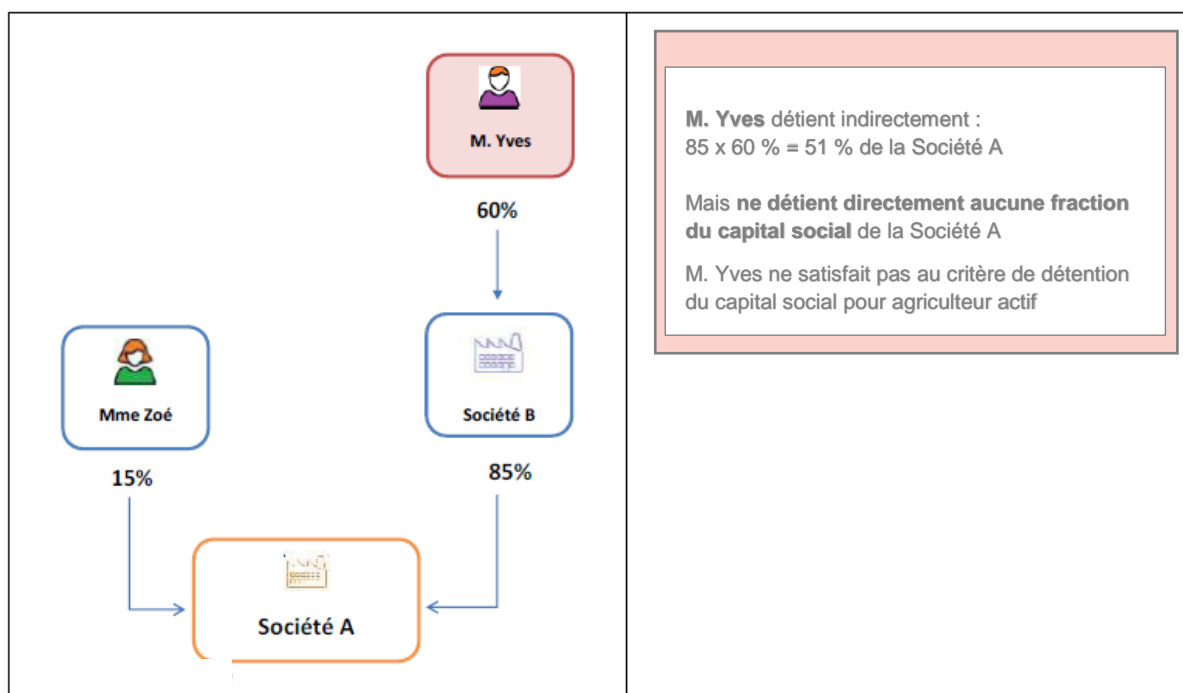 M. Yves
60%
Mme Zoé
15%
Société B
85%
Société A
M. Yves détient indirectement :
85 x 60 % = 51 % de la Société A
Mais ne détient directement aucune fraction
du capital social de la Société A
M. Yves ne satisfait pas au critère de détention
du capital social pour agriculteur actif